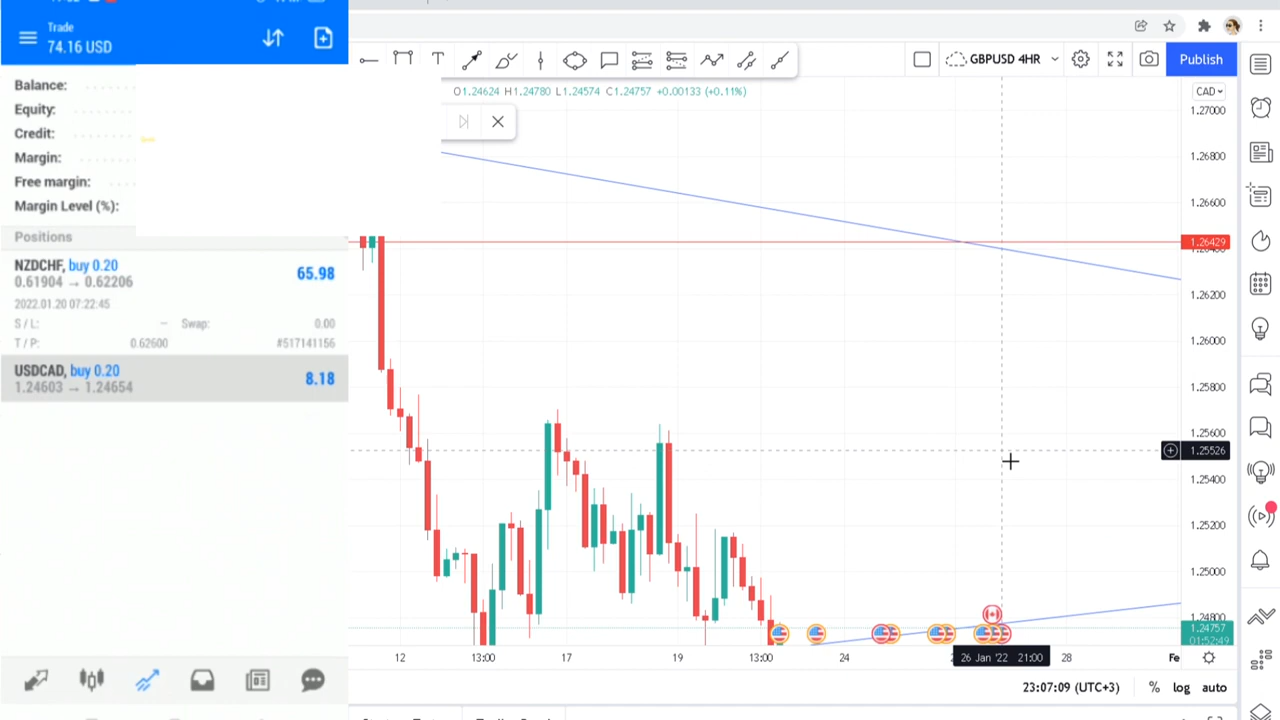 Trade
74.16 USD
Balance:
Equity:
Credit:
Margin:
Free margin:
Margin Level (%):
Positions
NZDCHF, buy 0.20
65.98
0.61904 → 0.62206
2022.01.20 07:22:45
S / L: – Swap: 0.00
T / P: 0.62600 #517141156
USDCAD, buy 0.20
8.18
1.24603 → 1.24654
T
GBPUSD 4HR
Publish
O1.24624 H1.24780 L1.24574 C1.24757 +0.00133 (+0.11%)
CAD
1.27000
1.26800
1.26600
1.26429
1.26200
1.26000
1.25800
1.25600
1.25526
1.25400
1.25200
1.25000
1.24757
01:52:49
12 13:00 17 19 13:00 24 26 Jan '22 21:00 28 Fe
23:07:09 (UTC+3) % log auto